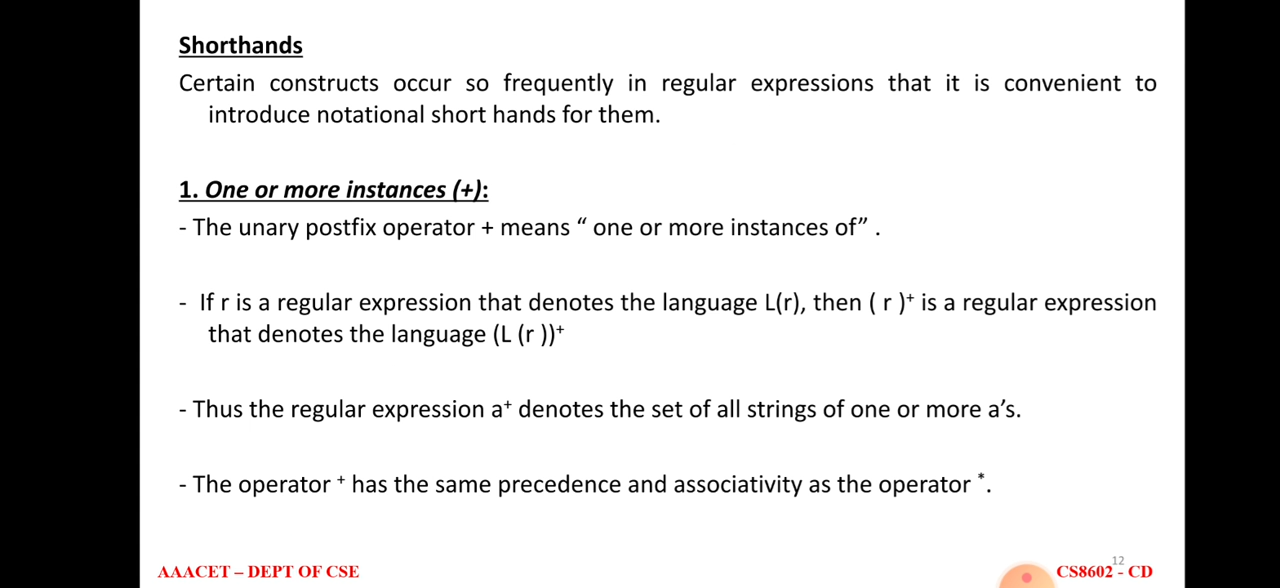 Shorthands
Certain constructs occur so frequently in regular expressions that it is convenient to
introduce notational short hands for them.
1. One or more instances (+):
- The unary postfix operator + means “ one or more instances of” .
- If r is a regular expression that denotes the language L(r), then ( r )⁺ is a regular expression
that denotes the language (L (r ))⁺
- Thus the regular expression a⁺ denotes the set of all strings of one or more a’s.
- The operator ⁺ has the same precedence and associativity as the operator *.
12
AAACET – DEPT OF CSE
CS8602 - CD